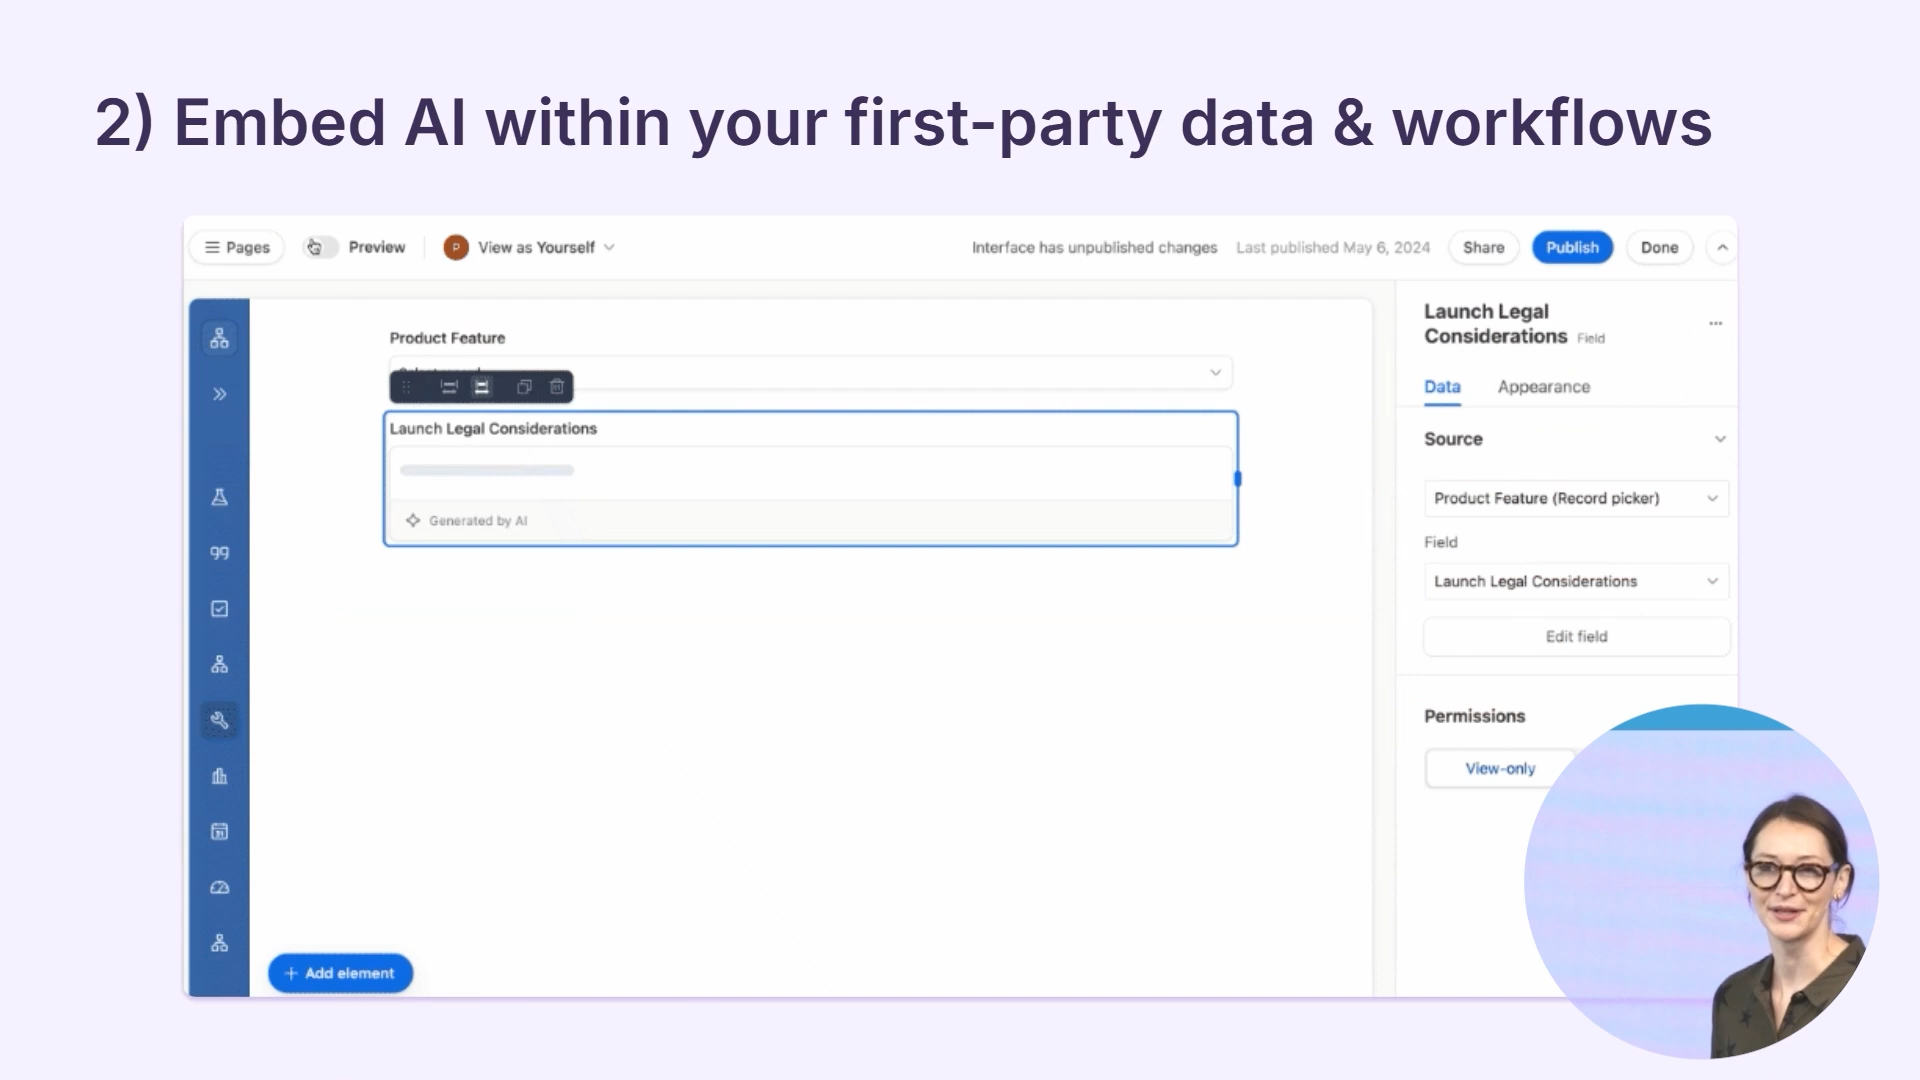 2) Embed AI within your first-party data & workflows
Pages
Preview
P
View as Yourself
Interface has unpublished changes
Last published May 6, 2024
Share
Publish
Done
Product Feature
Launch Legal Considerations
Generated by AI
Add element
Launch Legal
Considerations Field
Data
Appearance
Source
Product Feature (Record picker)
Field
Launch Legal Considerations
Edit field
Permissions
View-only